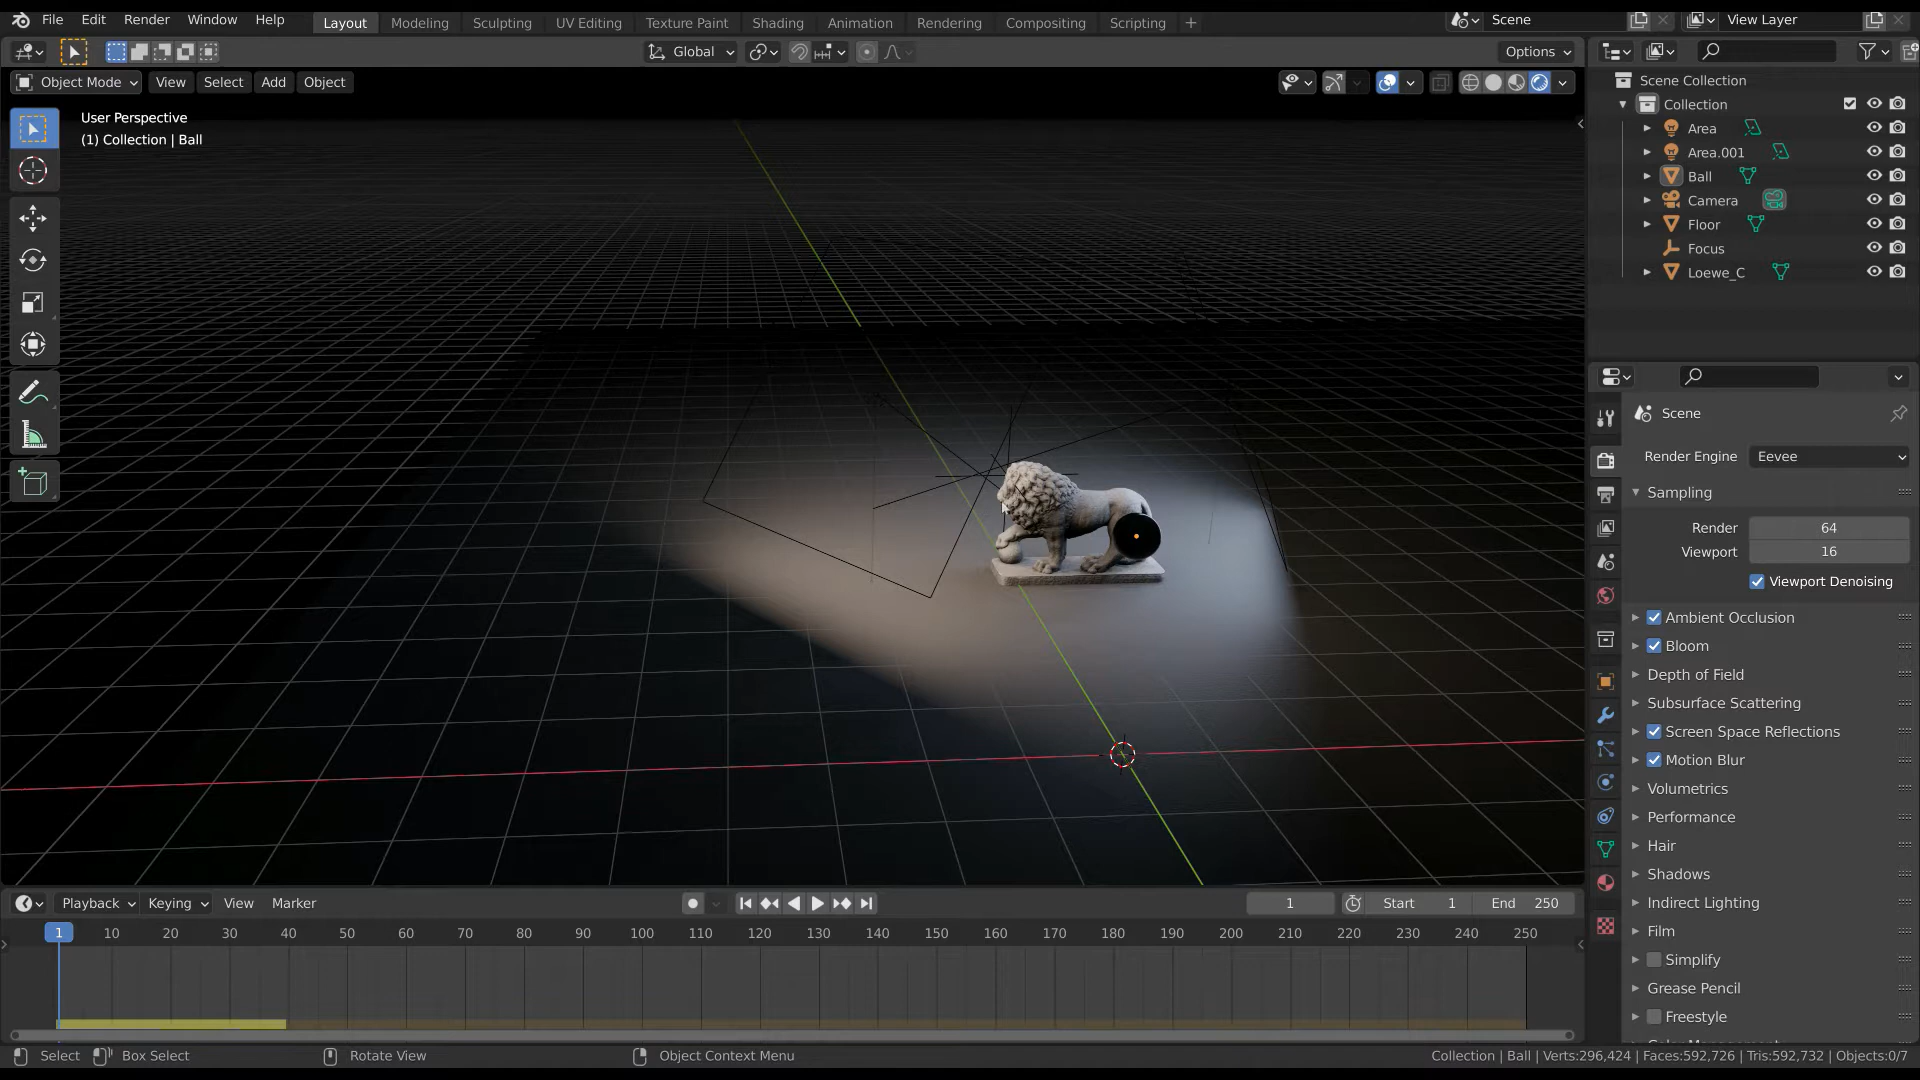 File Edit Render Window Help Layout Modeling Sculpting UV Editing Texture Paint Shading Animation Rendering Compositing Scripting + Scene View Layer
Global Options
Object Mode View Select Add Object
User Perspective
(1) Collection | Ball
Scene Collection
Collection
Area
Area.001
Ball
Camera
Floor
Focus
Loewe_C
Scene
Render Engine Eevee
Sampling
Render 64
Viewport 16
Viewport Denoising
Ambient Occlusion
Bloom
Depth of Field
Subsurface Scattering
Screen Space Reflections
Motion Blur
Volumetrics
Performance
Hair
Shadows
Indirect Lighting
Film
Simplify
Grease Pencil
Freestyle
Playback Keying View Marker 1 Start 1 End 250
1 10 20 30 40 50 60 70 80 90 100 110 120 130 140 150 160 170 180 190 200 210 220 230 240 250
Select Box Select Rotate View Object Context Menu Collection | Ball | Verts:296,424 | Faces:592,726 | Tris:592,732 | Objects:0/7